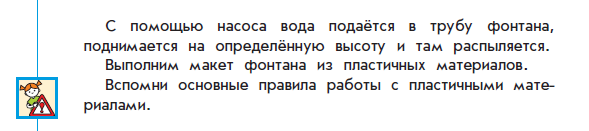 С помощью насоса вода подаётся в трубу фонтана,
поднимается на определённую высоту и там распыляется.
Выполним макет фонтана из пластичных материалов.
Вспомни основные правила работы с пластичными мате-
риалами.